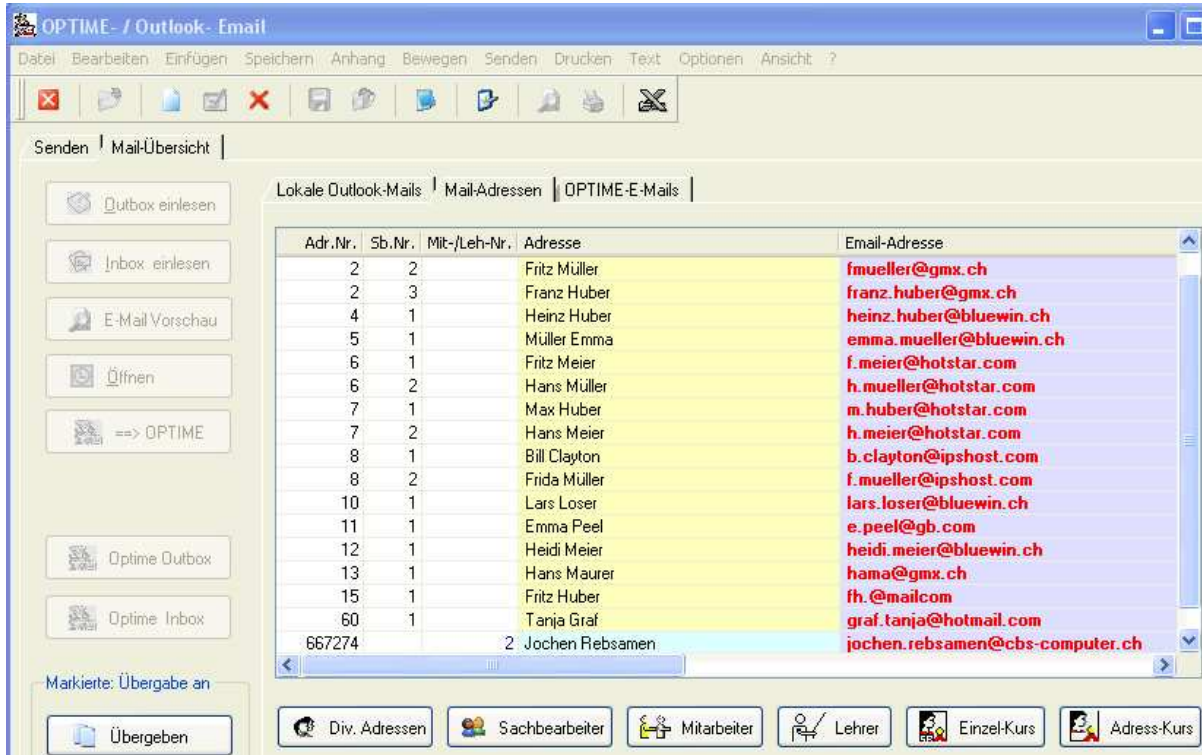 OPTIME- / Outlook- Email
Datei Bearbeiten Einfügen Speichern Anhang Bewegen Senden Drucken Text Optionen Ansicht ?
Senden Mail-Übersicht
Outbox einlesen
Inbox einlesen
E-Mail Vorschau
Öffnen
==> OPTIME
Optime Outbox
Optime Inbox
Markierte: Übergabe an
Übergeben
Lokale Outlook-Mails Mail-Adressen OPTIME-E-Mails
Adr.Nr. Sb.Nr. Mit-/Leh-Nr. Adresse Email-Adresse
2 2 Fritz Müller fmueller@gmx.ch
2 3 Franz Huber franz.huber@gmx.ch
4 1 Heinz Huber heinz.huber@bluewin.ch
5 1 Müller Emma emma.mueller@bluewin.ch
6 1 Fritz Meier f.meier@hotstar.com
6 2 Hans Müller h.mueller@hotstar.com
7 1 Max Huber m.huber@hotstar.com
7 2 Hans Meier h.meier@hotstar.com
8 1 Bill Clayton b.clayton@ipshost.com
8 2 Frida Müller f.mueller@ipshost.com
10 1 Lars Loser lars.loser@bluewin.ch
11 1 Emma Peel e.peel@gb.com
12 1 Heidi Meier heidi.meier@bluewin.ch
13 1 Hans Maurer hama@gmx.ch
15 1 Fritz Huber fh.@mailcom
60 1 Tanja Graf graf.tanja@hotmail.com
667274 2 Jochen Rebsamen jochen.rebsamen@cbs-computer.ch
Div. Adressen Sachbearbeiter Mitarbeiter Lehrer Einzel-Kurs Adress-Kurs